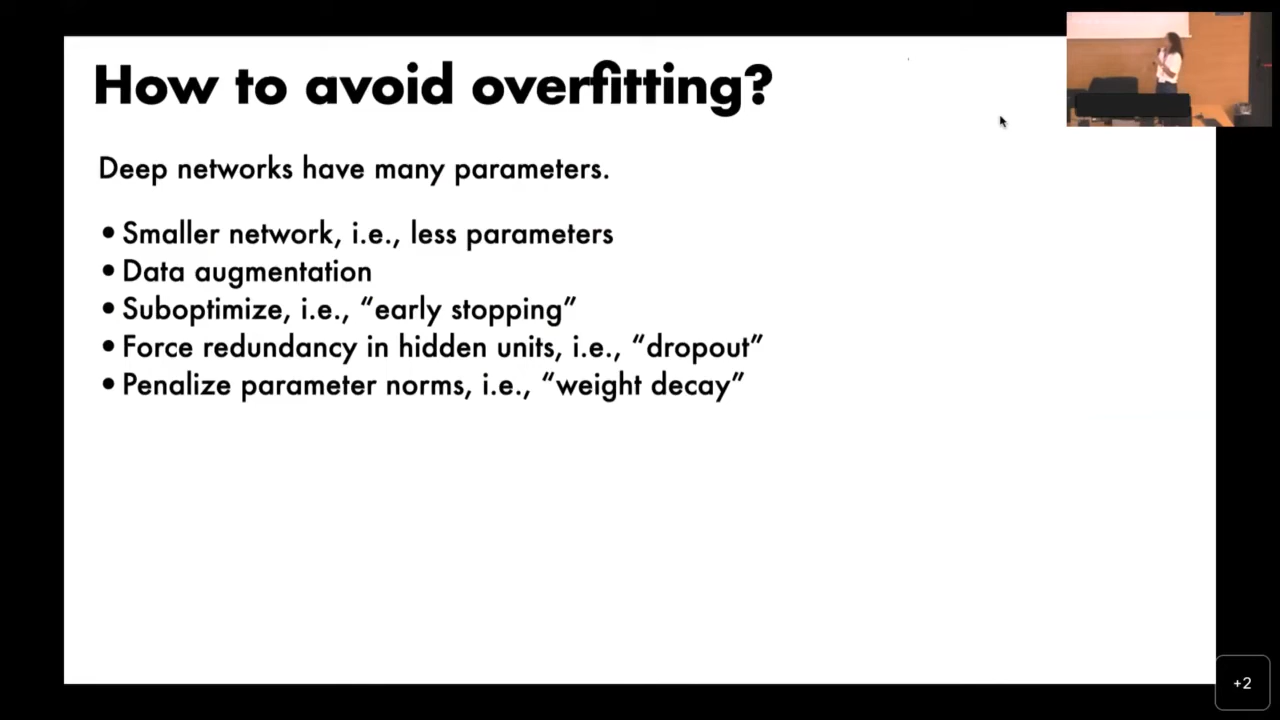 How to avoid overfitting?
Deep networks have many parameters.
• Smaller network, i.e., less parameters
• Data augmentation
• Suboptimize, i.e., “early stopping”
• Force redundancy in hidden units, i.e., “dropout”
• Penalize parameter norms, i.e., “weight decay”
+2